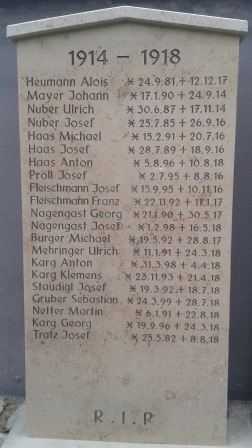 1914 – 1918
Heumann Alois * 24.9.81 + 12.12.17
Mayer Johann * 17.1.90 + 24.9.14
Nuber Ulrich * 30.6.87 + 17.11.14
Nuber Josef * 25.7.85 + 26.9.16
Haas Michael * 15.2.91 + 20.7.16
Haas Josef * 28.7.89 + 18.9.16
Haas Anton * 5.8.96 + 10.8.18
Pröll Josef * 2.7.95 + 8.8.16
Fleischmann Josef * 15.9.95 + 10.11.16
Fleischmann Franz * 22.11.92 + 17.1.17
Nagengast Georg * 21.1.90 + 30.5.17
Nagengast Josef * 1.2.98 + 16.5.18
Burger Michael * 19.5.92 + 28.8.17
Mehringer Ulrich * 11.1.91 + 24.3.18
Karg Anton * 31.3.98 + 4.4.18
Karg Klemens * 23.11.93 + 21.4.18
Staudigl Josef * 19.3.92 + 18.7.18
Gruber Sebastian * 24.3.99 + 28.7.18
Netter Martin * 6.1.91 + 22.8.18
Karg Georg * 19.9.96 + 24.3.18
Tratz Josef * 25.5.82 + 8.8.18
R.I.P